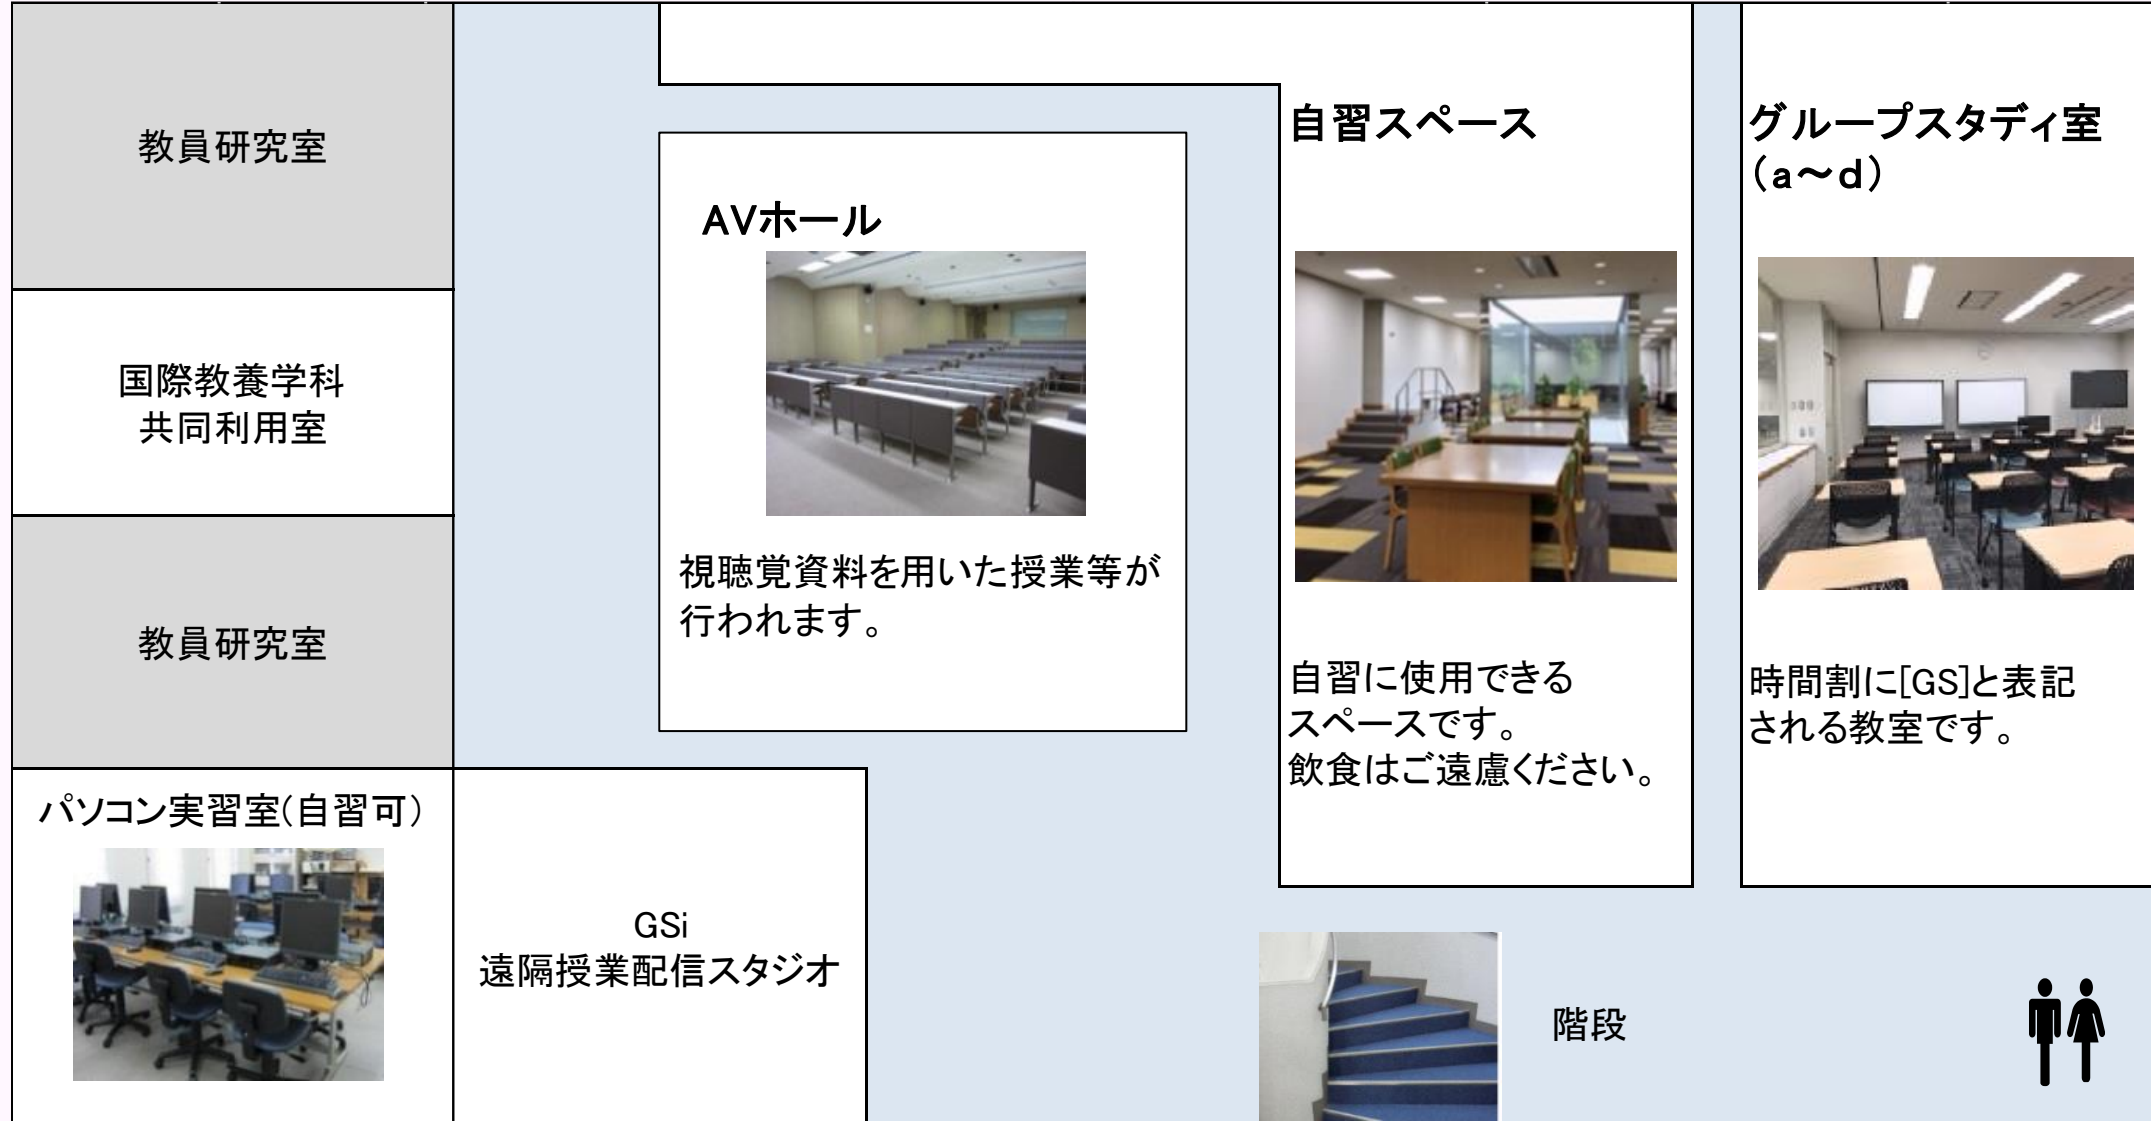 教員研究室
国際教養学科
共同利用室
教員研究室
パソコン実習室(自習可)
GSi
遠隔授業配信スタジオ
AVホール
視聴覚資料を用いた授業等が
行われます。
自習スペース
自習に使用できる
スペースです。
飲食はご遠慮ください。
グループスタディ室
（a～d）
時間割に[GS]と表記
される教室です。
階段